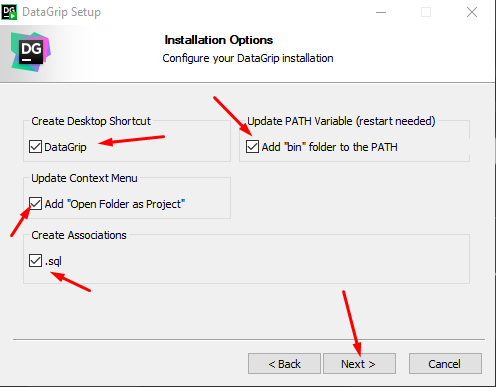 DataGrip Setup
DG
Installation Options
Configure your DataGrip installation
Create Desktop Shortcut
DataGrip
Update PATH Variable (restart needed)
Add "bin" folder to the PATH
Update Context Menu
Add "Open Folder as Project"
Create Associations
.sql
< Back
Next >
Cancel